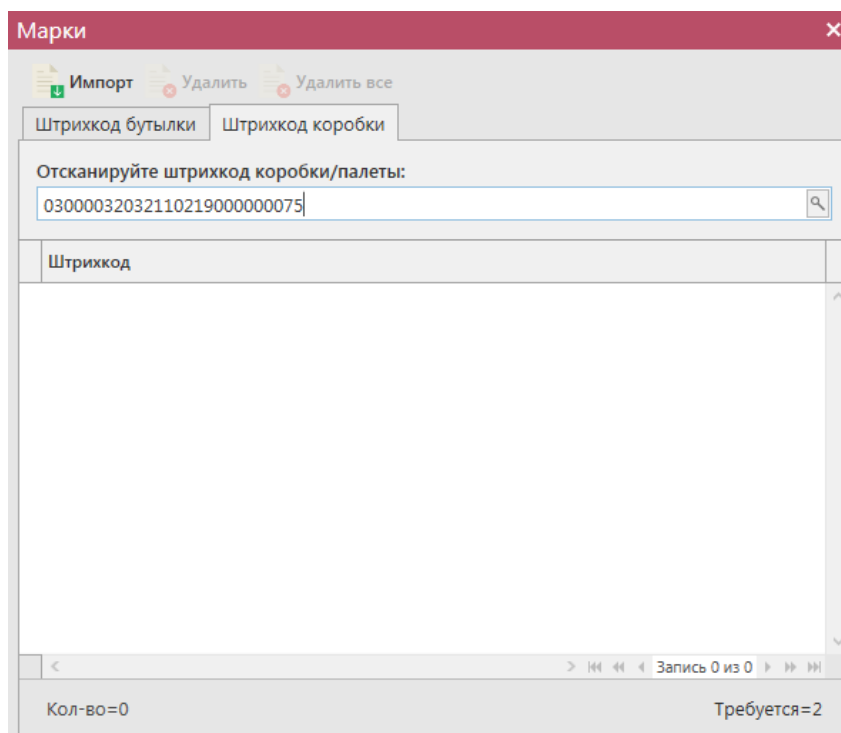 Марки
Импорт Удалить Удалить все
Штрихкод бутылки Штрихкод коробки
Отсканируйте штрихкод коробки/палеты:
03000032032110219000000075
Штрихкод
Запись 0 из 0
Кол-во=0 Требуется=2